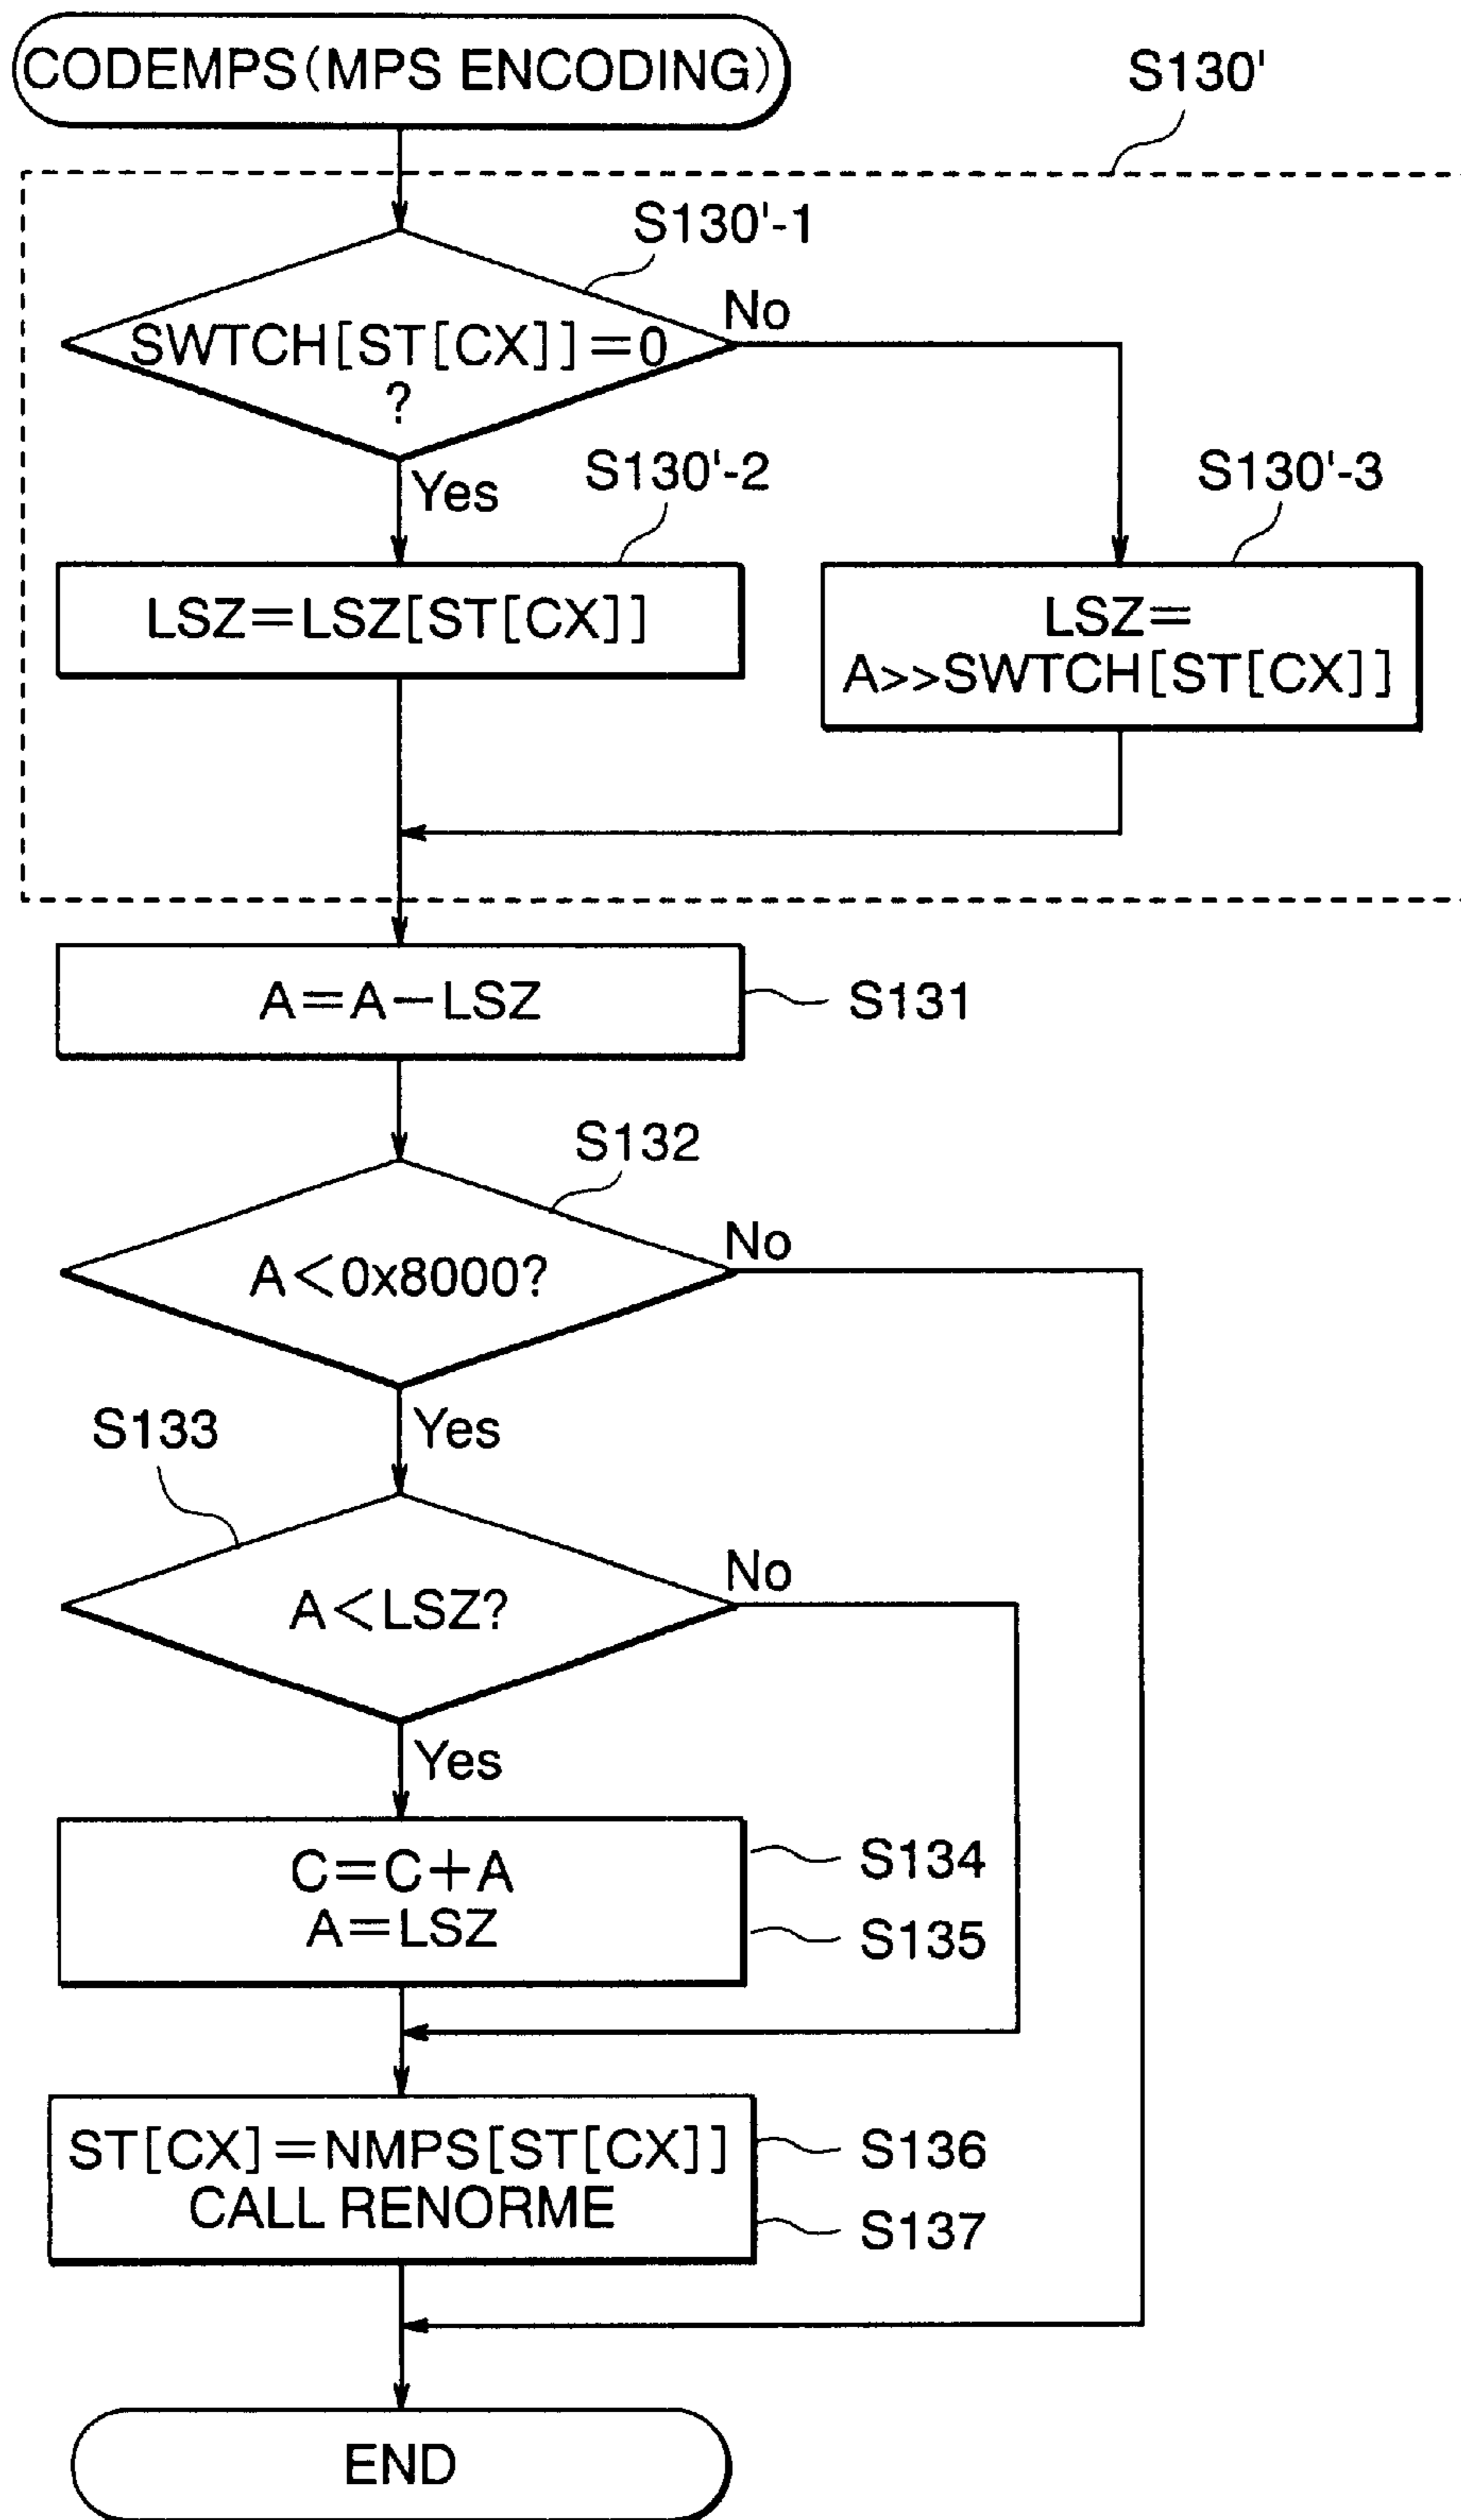 CODEMPS(MPS ENCODING)
S130'
S130'-1
SWTCH[ST[CX]]=0
?
No
Yes
S130'-2
S130'-3
LSZ=LSZ[ST[CX]]
LSZ=
A>>SWTCH[ST[CX]]
A=A-LSZ
S131
S132
A<0x8000?
No
Yes
S133
A<LSZ?
No
Yes
C=C+A
S134
A=LSZ
S135
ST[CX]=NMPS[ST[CX]]
S136
CALL RENORME
S137
END